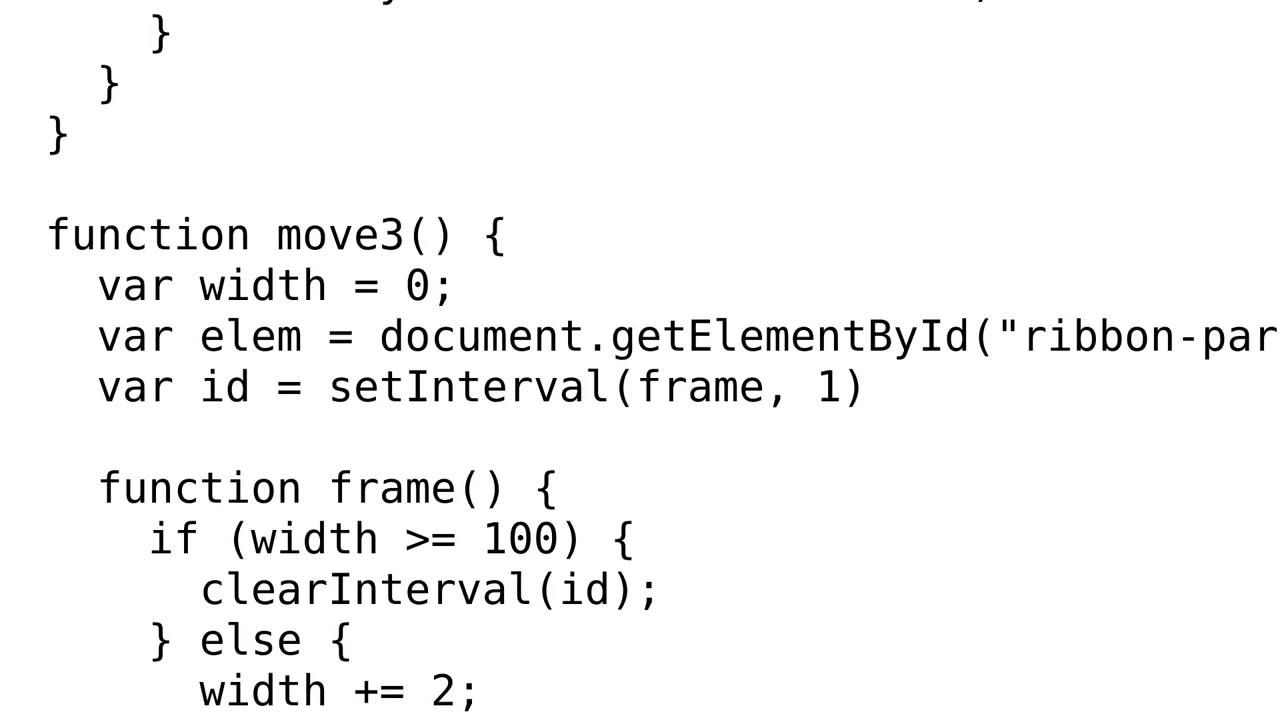 }
  }
}

function move3() {
  var width = 0;
  var elem = document.getElementById("ribbon-par
  var id = setInterval(frame, 1)

  function frame() {
    if (width >= 100) {
      clearInterval(id);
    } else {
      width += 2;